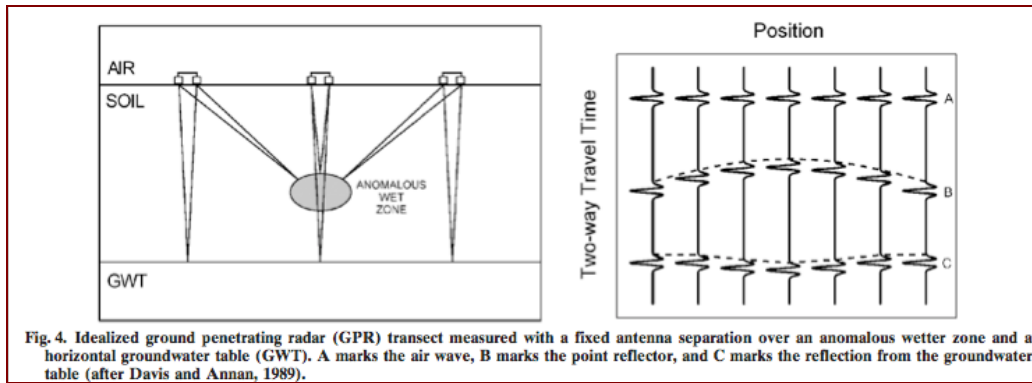 AIR
SOIL
ANOMALOUS
WET
ZONE
GWT
Position
Two-way Travel Time
A
B
C
Fig. 4. Idealized ground penetrating radar (GPR) transect measured with a fixed antenna separation over an anomalous wetter zone and a
horizontal groundwater table (GWT). A marks the air wave, B marks the point reflector, and C marks the reflection from the groundwater
table (after Davis and Annan, 1989).